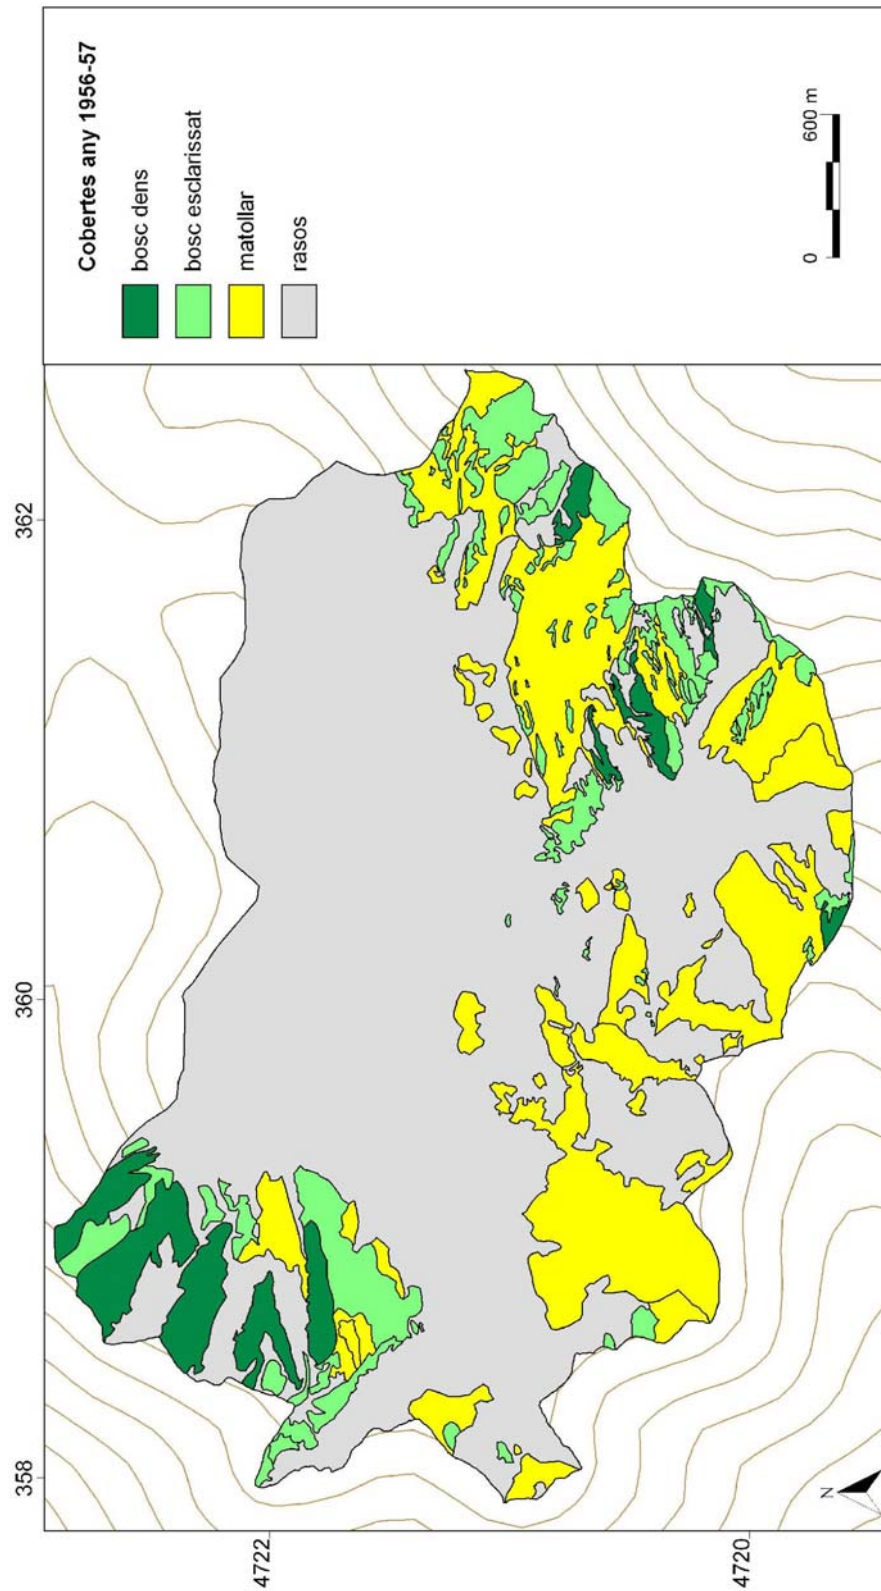 Cobertes any 1956-57
bosc dens
bosc esclarissat
matollar
rasos
0
600 m
362
360
358
4722
4720
N